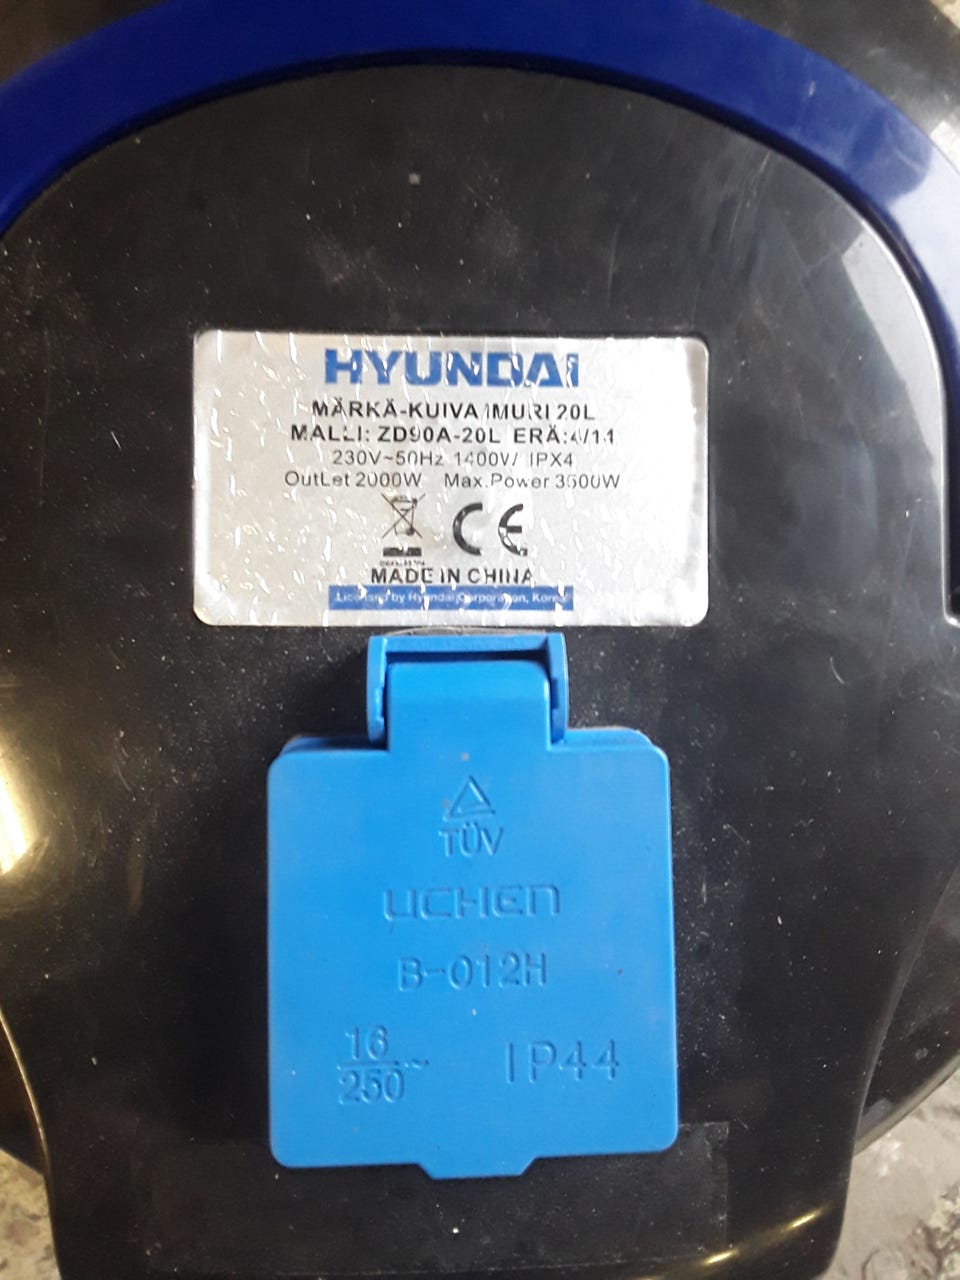 HYUNDAI
MÄRKÄ-KUIVA IMURI 20L
MALLI: ZD90A-20L ERÄ:4/11
230V~50Hz 1400W IPX4
OutLet 2000W Max.Power 3500W
CE
MADE IN CHINA
Licensed by Hyundai Corporation, Korea
TÜV
UCHEN
B-012H
16
250~
IP44